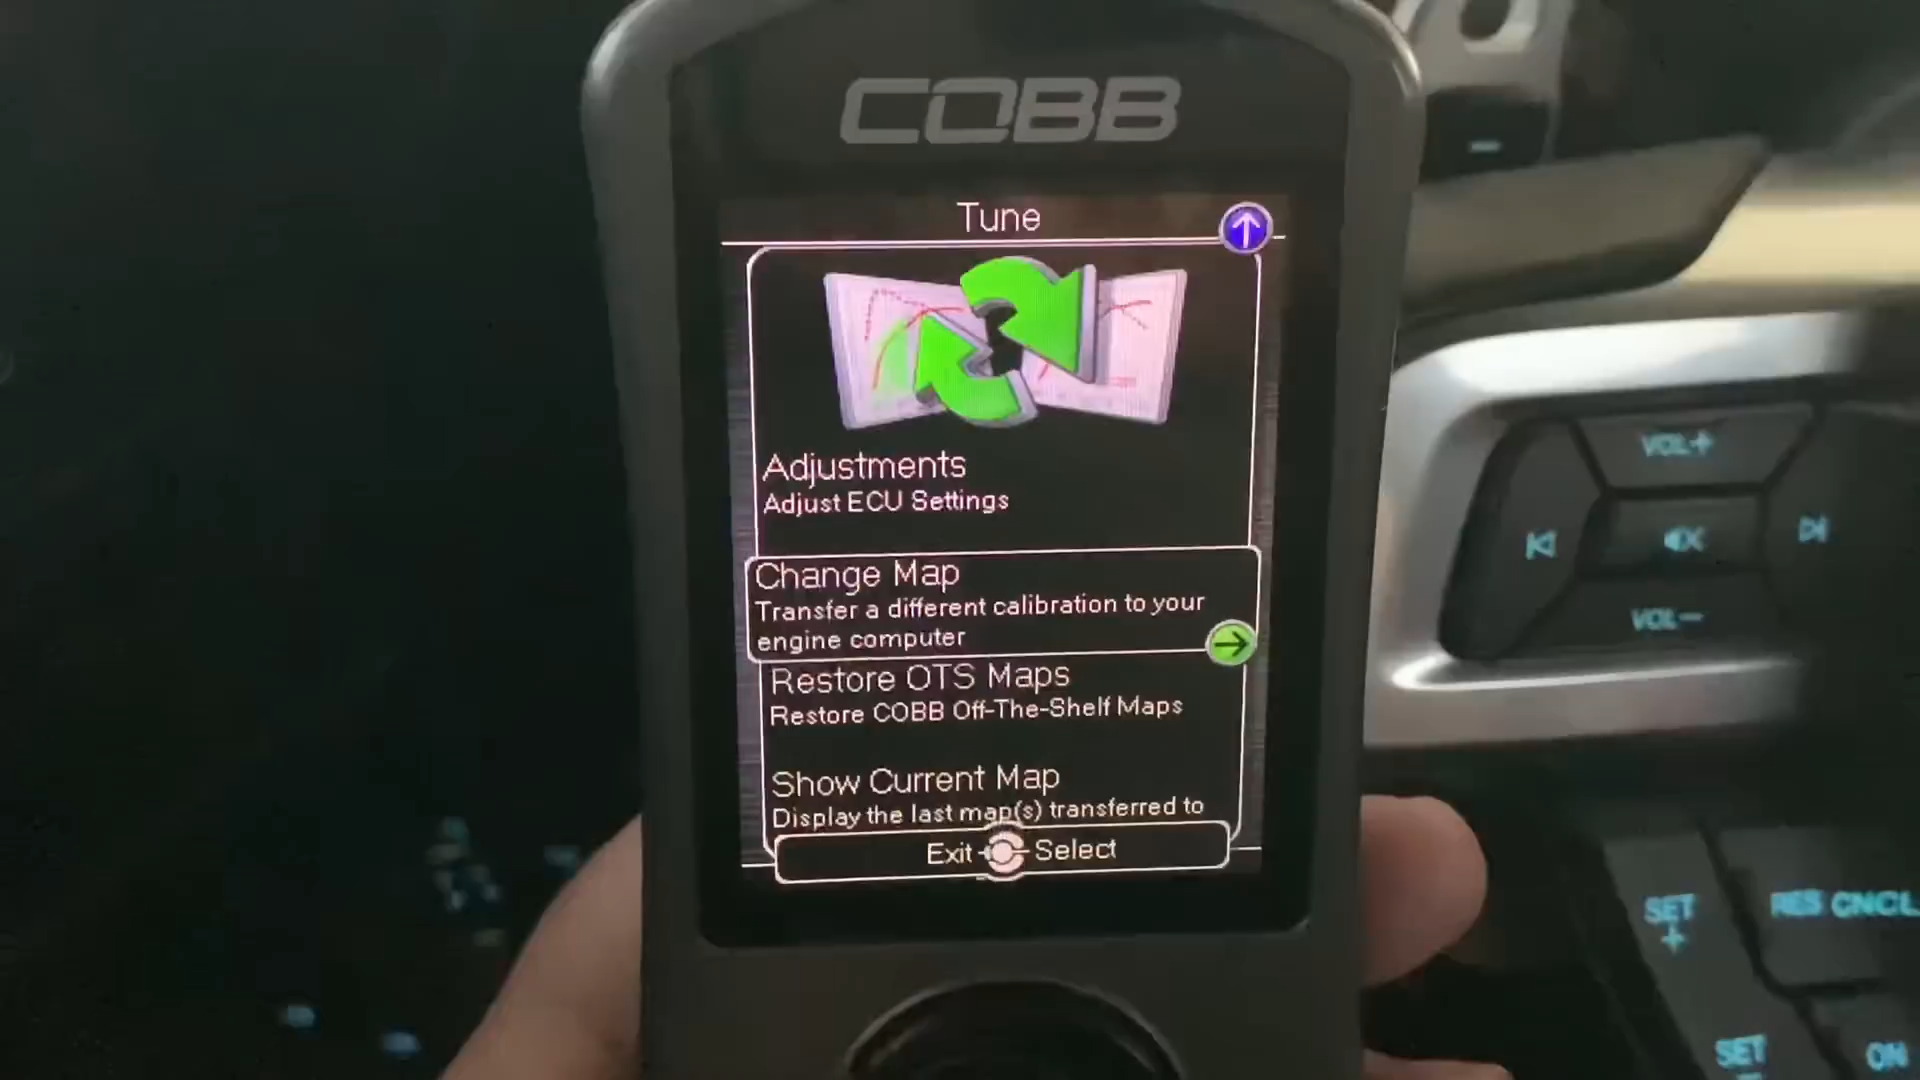 COBB
Tune
Adjustments
Adjust ECU Settings
Change Map
Transfer a different calibration to your
engine computer
Restore OTS Maps
Restore COBB Off-The-Shelf Maps
Show Current Map
Display the last map(s) transferred to
Exit Select
VOL+
VOL-
SET
+
RES CNCL
SET
ON